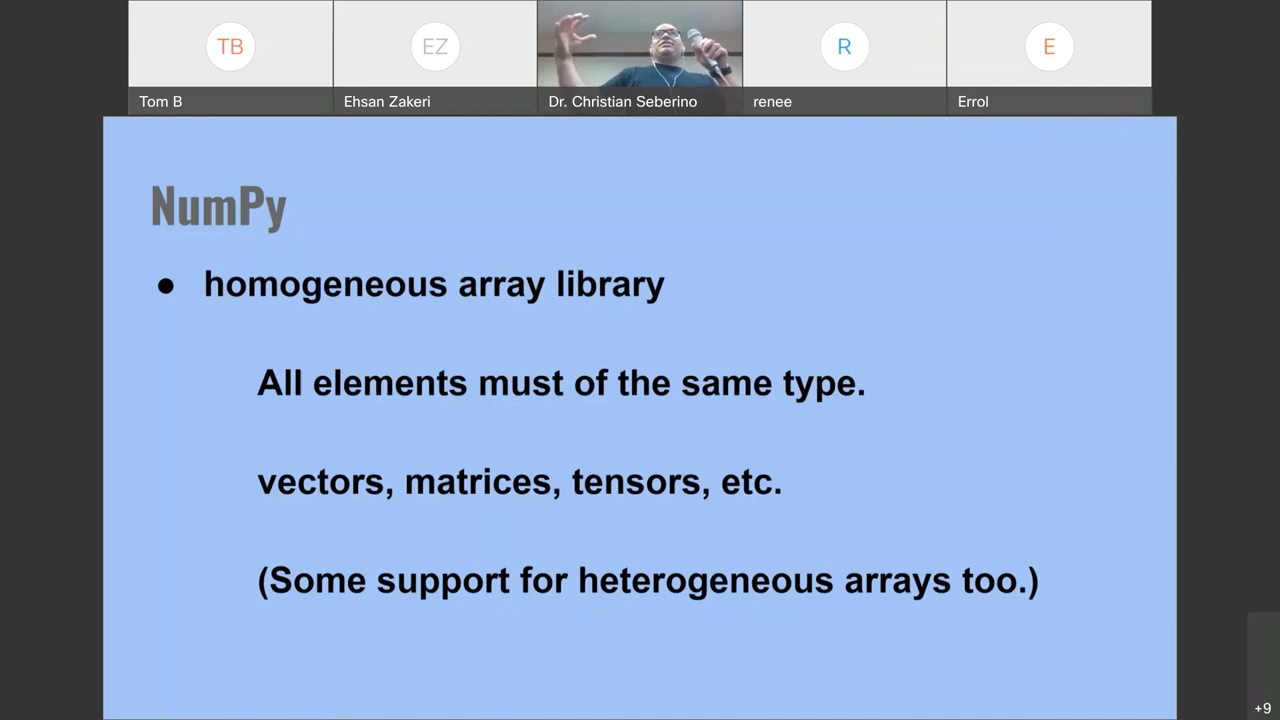 TB
EZ
R
E
Tom B
Ehsan Zakeri
Dr. Christian Seberino
renee
Errol
NumPy
● homogeneous array library
All elements must of the same type.
vectors, matrices, tensors, etc.
(Some support for heterogeneous arrays too.)
+9